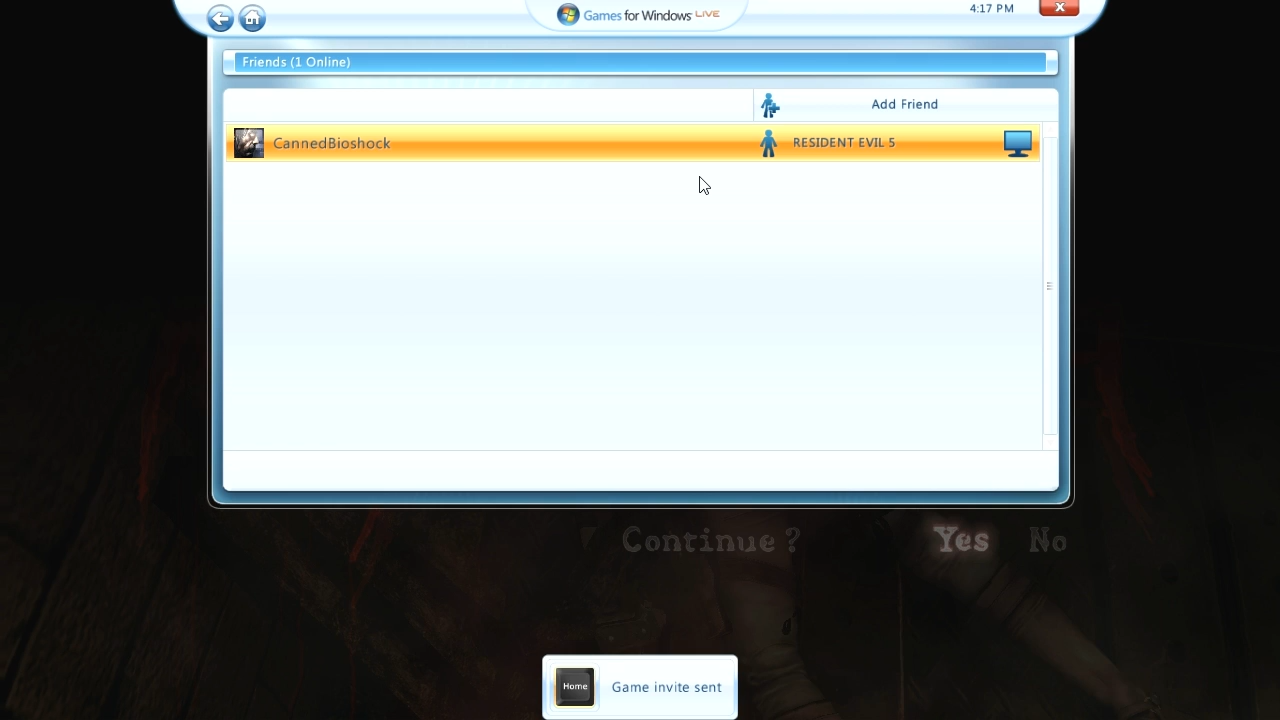 Games for Windows LIVE
4:17 PM
Friends (1 Online)
Add Friend
CannedBioshock
RESIDENT EVIL 5
Continue ?
Yes
No
Home
Game invite sent